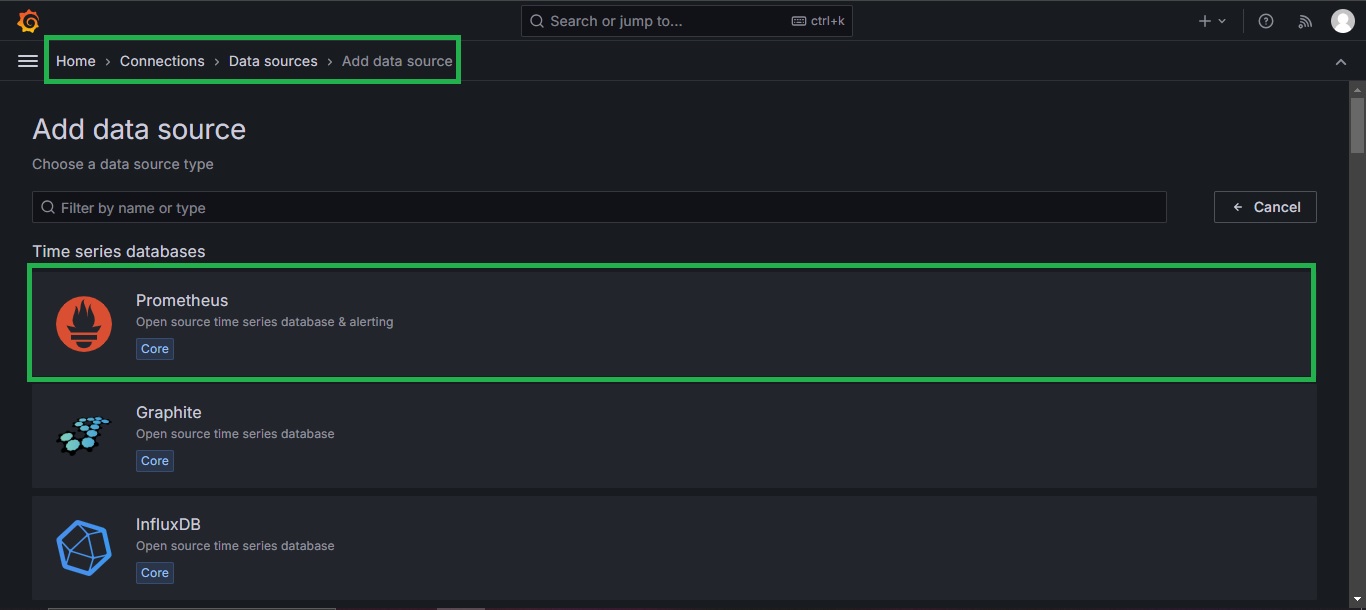 Search or jump to... ctrl+k
Home › Connections › Data sources › Add data source
Add data source
Choose a data source type
Filter by name or type
Cancel
Time series databases
Prometheus
Open source time series database & alerting
Core
Graphite
Open source time series database
Core
InfluxDB
Open source time series database
Core